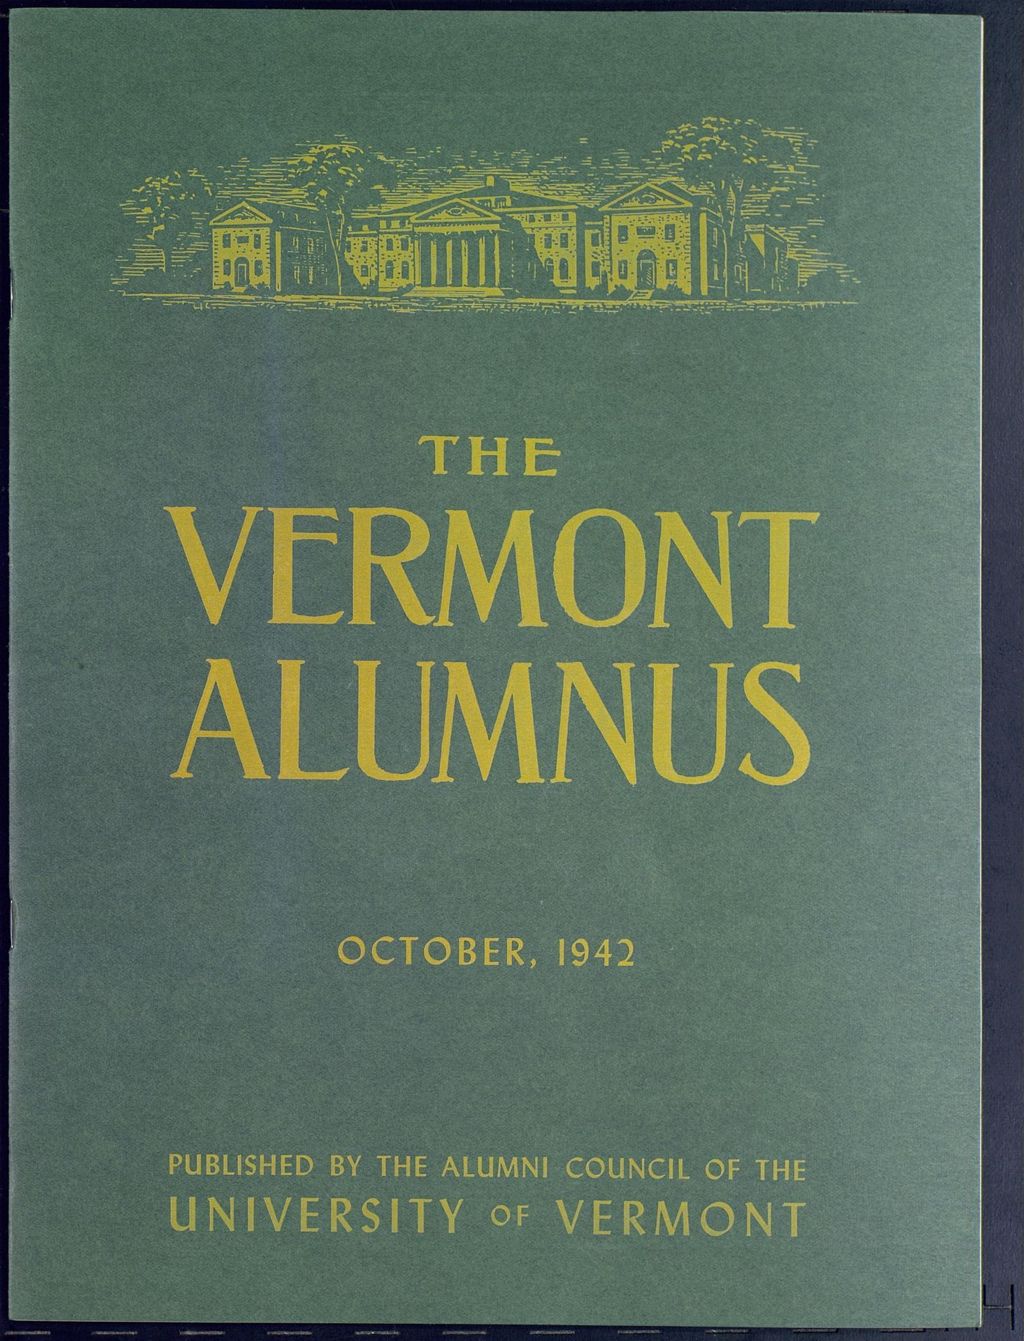 THE
VERMONT
ALUMNUS
OCTOBER, 1942
PUBLISHED BY THE ALUMNI COUNCIL OF THE
UNIVERSITY OF VERMONT